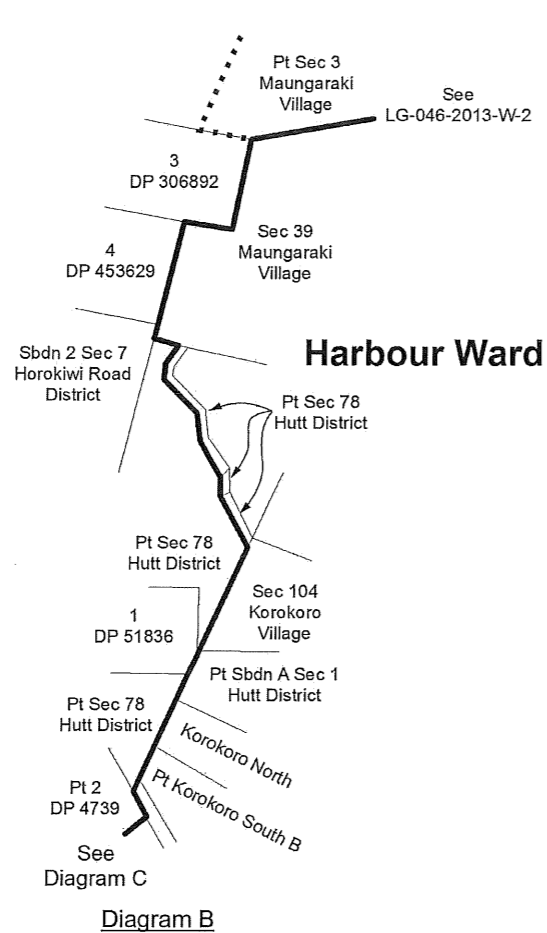 Pt Sec 3
Maungaraki
Village
See
LG-046-2013-W-2
3
DP 306892
Sec 39
Maungaraki
Village
4
DP 453629
Sbdn 2 Sec 7
Horokiwi Road
District
Harbour Ward
Pt Sec 78
Hutt District
Pt Sec 78
Hutt District
Sec 104
Korokoro
Village
1
DP 51836
Pt Sbdn A Sec 1
Hutt District
Pt Sec 78
Hutt District
Korokoro North
Pt Korokoro South B
Pt 2
DP 4739
See
Diagram C
Diagram B